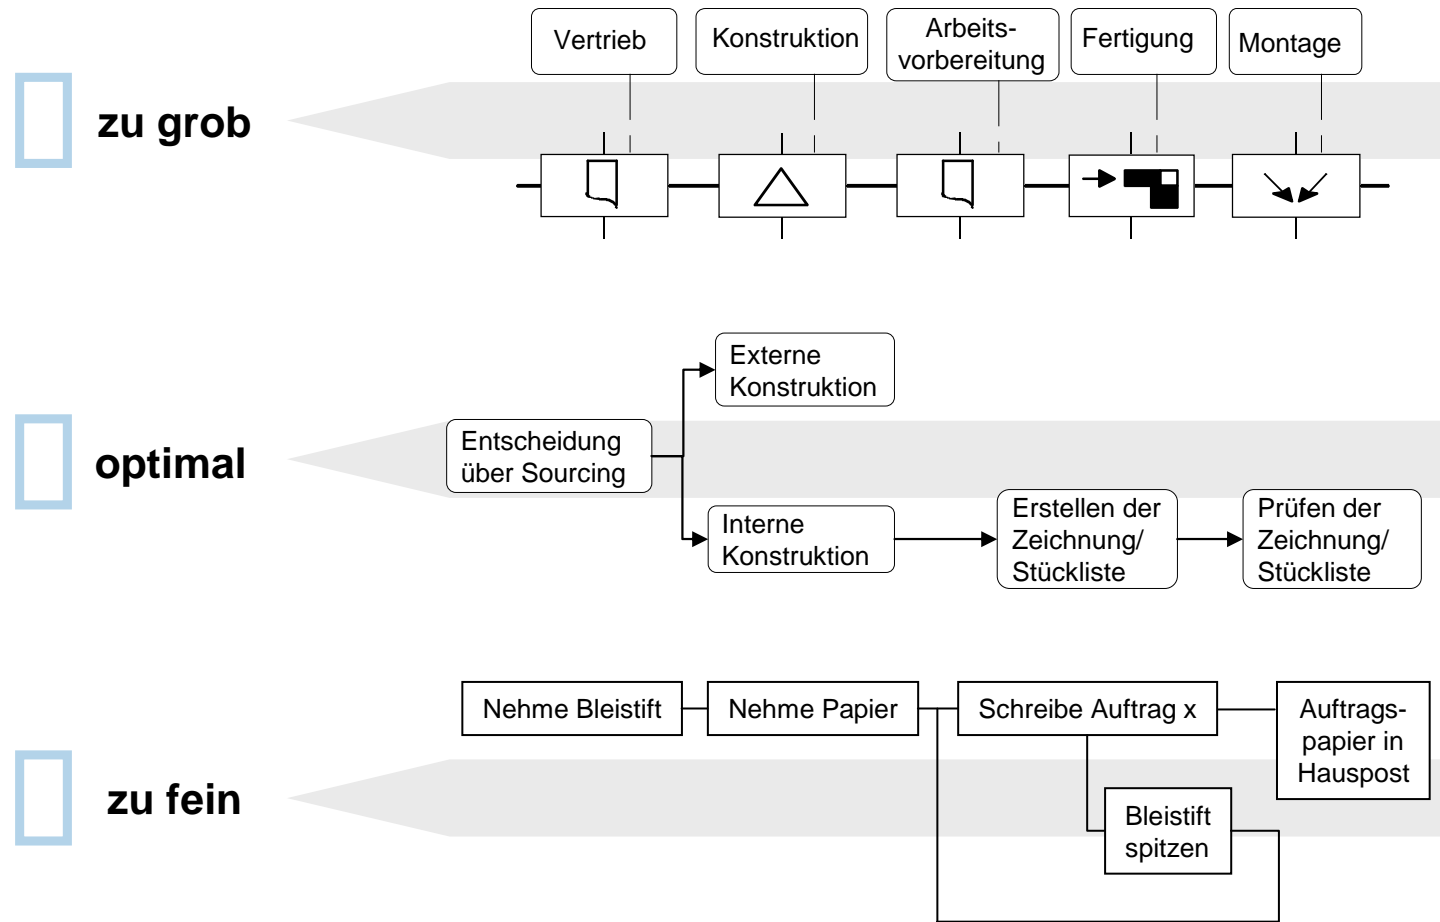 Vertrieb
Konstruktion
Arbeits-
vorbereitung
Fertigung
Montage
zu grob
Externe
Konstruktion
optimal
Entscheidung
über Sourcing
Interne
Konstruktion
Erstellen der
Zeichnung/
Stückliste
Prüfen der
Zeichnung/
Stückliste
zu fein
Nehme Bleistift
Nehme Papier
Schreibe Auftrag x
Auftrags-
papier in
Hauspost
Bleistift
spitzen